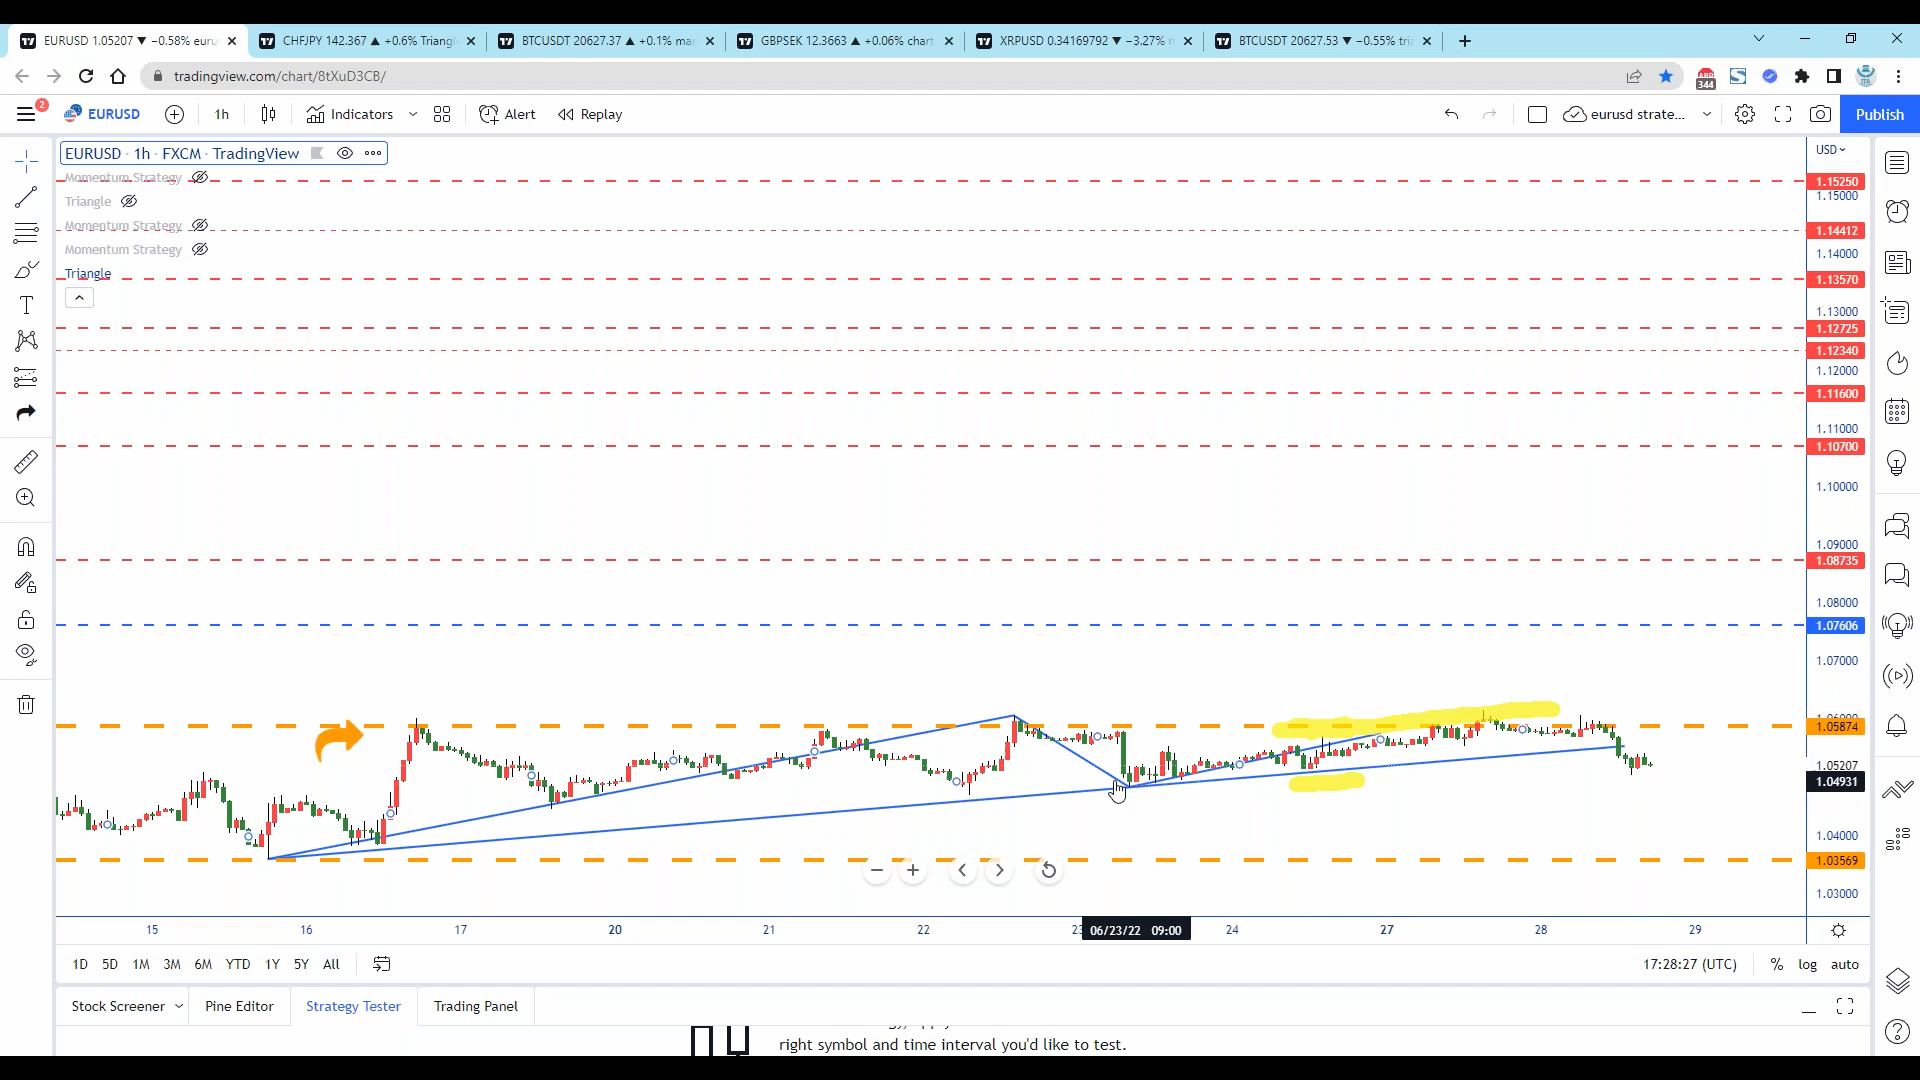 EURUSD 1.05207 ▼ −0.58% euru
CHFJPY 142.367 ▲ +0.6% Triangl
BTCUSDT 20627.37 ▲ +0.1% ma
GBPSEK 12.3663 ▲ +0.06% chart
XRPUSD 0.34169792 ▼ −3.27% n
BTCUSDT 20627.53 ▼ −0.55% tri
tradingview.com/chart/8tXuD3CB/
344
2
EURUSD
1h
Indicators
Alert
Replay
eurusd strate...
Publish
EURUSD · 1h · FXCM · TradingView
USD
Momentum Strategy
Triangle
Momentum Strategy
Momentum Strategy
Triangle
1.15250
1.15000
1.14412
1.14000
1.13570
1.13000
1.12725
1.12340
1.12000
1.11600
1.11000
1.10700
1.10000
1.09000
1.08735
1.08000
1.07606
1.07000
1.05874
1.05207
1.04931
1.04000
1.03569
1.03000
15 16 17 20 21 22 23 06/23/22 09:00 24 27 28 29
1D 5D 1M 3M 6M YTD 1Y 5Y All
17:28:27 (UTC) % log auto
Stock Screener Pine Editor Strategy Tester Trading Panel
right symbol and time interval you'd like to test.